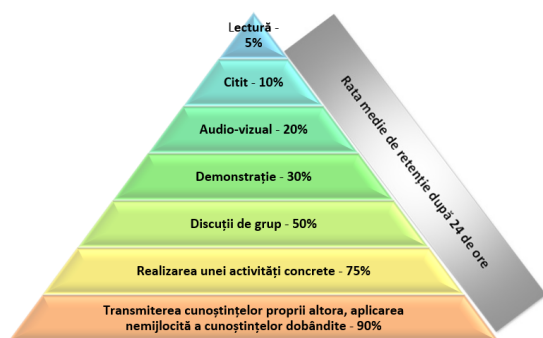 Lectură -
5%
Citit - 10%
Audio-vizual - 20%
Demonstrație - 30%
Discuții de grup - 50%
Realizarea unei activități concrete - 75%
Transmiterea cunoștințelor proprii altora, aplicarea
nemijlocită a cunoștințelor dobândite - 90%
Rata medie de retenție după 24 de ore